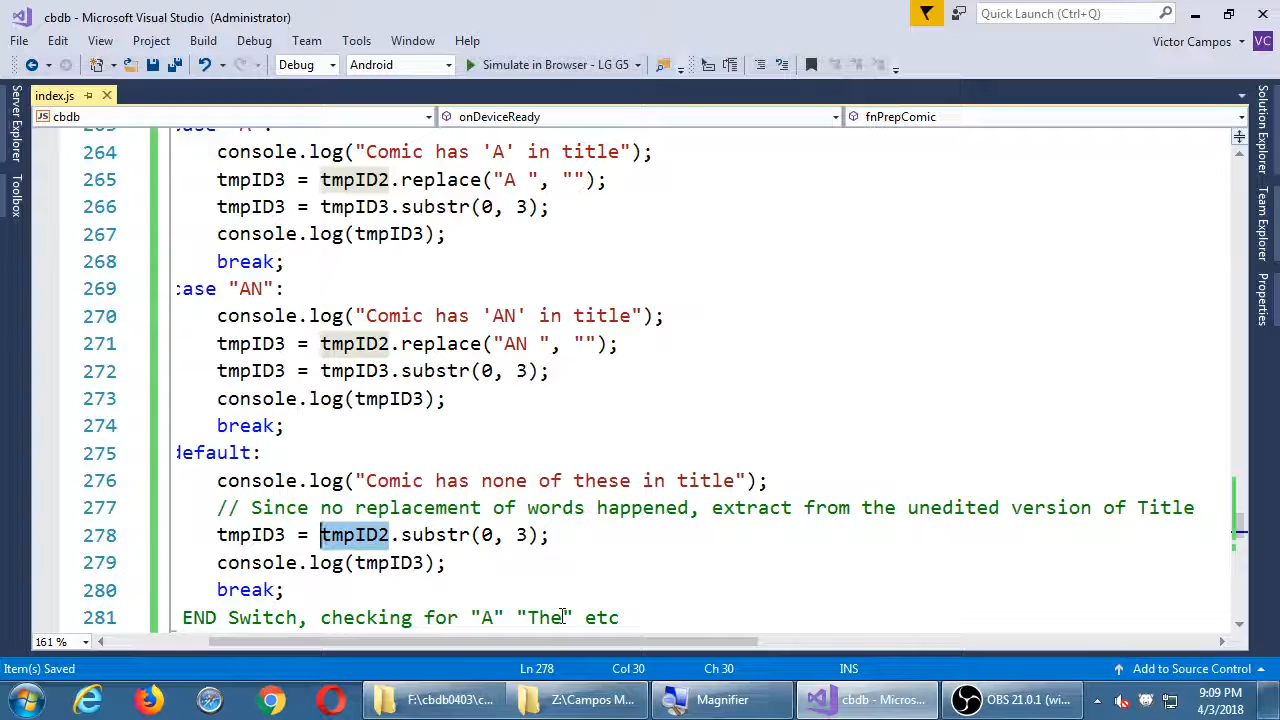 cbdb - Microsoft Visual Studio (Administrator)
Quick Launch (Ctrl+Q)
File Edit View Project Build Debug Team Tools Window Help
Victor Campos VC
Debug Android Simulate in Browser - LG G5
index.js
JS cbdb onDeviceReady fnPrepComic
Server Explorer
Toolbox
Solution Explorer
Team Explorer
Properties
264 console.log("Comic has 'A' in title");
265 tmpID3 = tmpID2.replace("A ", "");
266 tmpID3 = tmpID3.substr(0, 3);
267 console.log(tmpID3);
268 break;
269 case "AN":
270 console.log("Comic has 'AN' in title");
271 tmpID3 = tmpID2.replace("AN ", "");
272 tmpID3 = tmpID3.substr(0, 3);
273 console.log(tmpID3);
274 break;
275 default:
276 console.log("Comic has none of these in title");
277 // Since no replacement of words happened, extract from the unedited version of Title
278 tmpID3 = tmpID2.substr(0, 3);
279 console.log(tmpID3);
280 break;
281 END Switch, checking for "A" "The" etc
161 %
Item(s) Saved Ln 278 Col 30 Ch 30 INS Add to Source Control
F:\cbdb0403\c... Z:\Campos M... Magnifier cbdb - Micros... OBS 21.0.1 (wi... 9:09 PM
4/3/2018